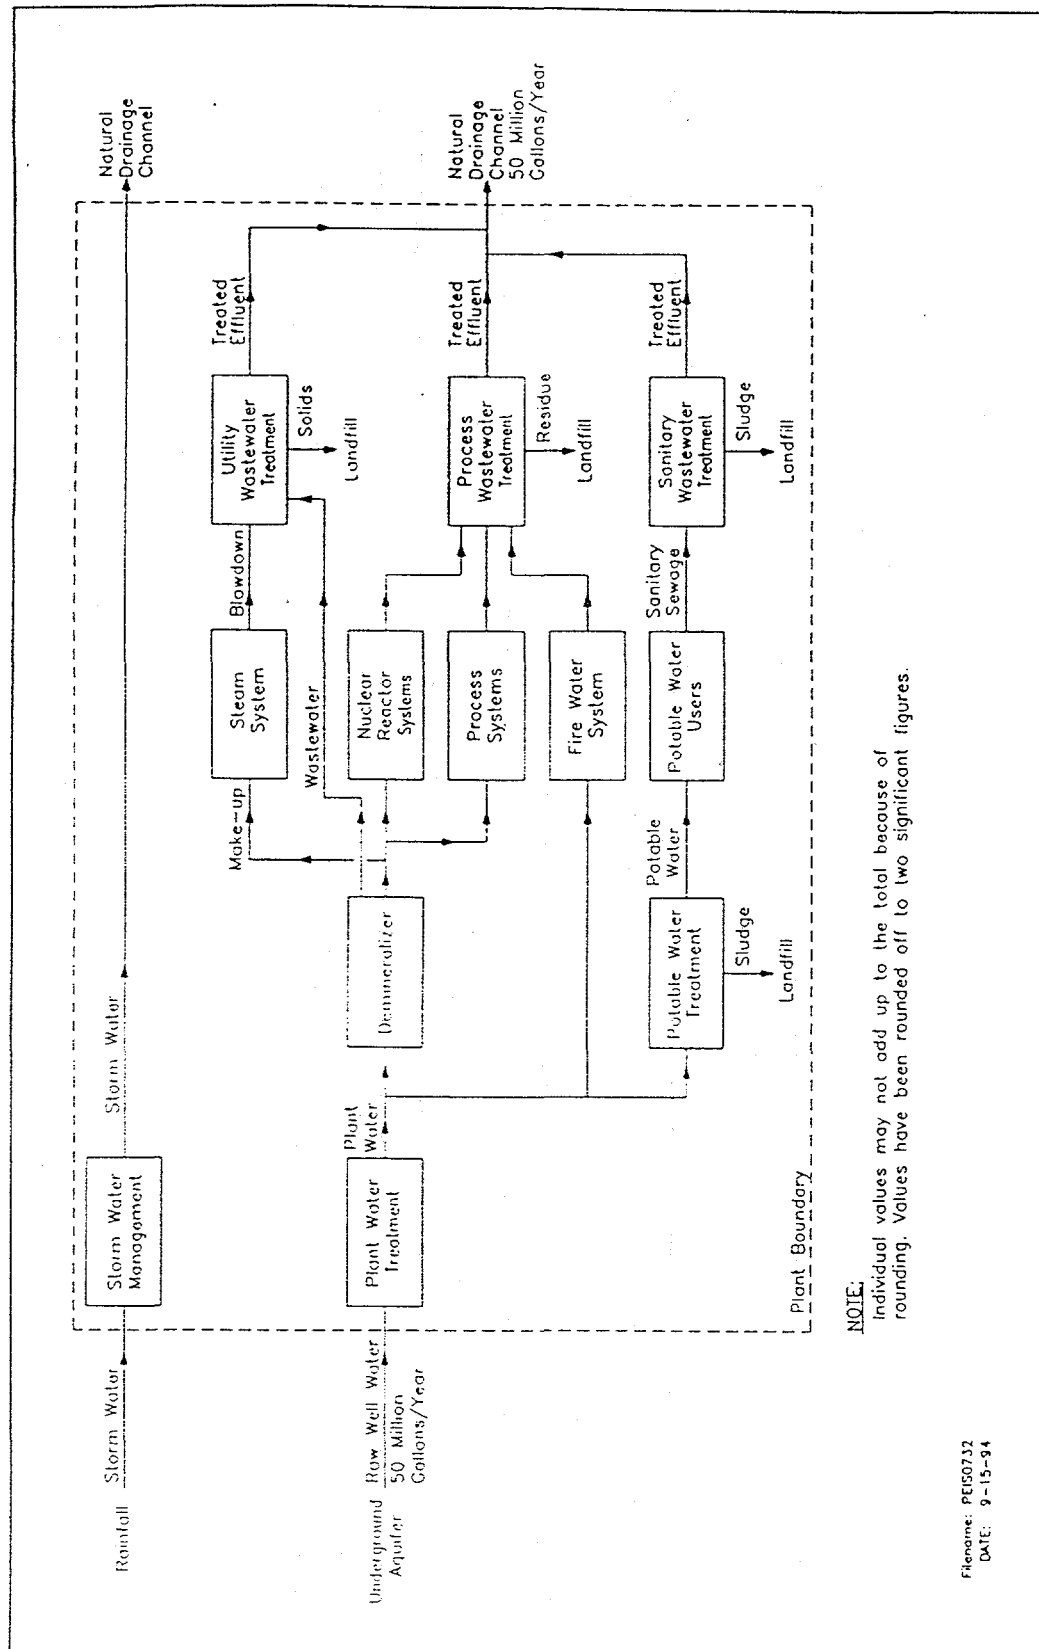 Rainfall
Storm Water
Storm Water
Management
Storm Water
Natural
Drainage
Channel
Underground
Aquifer
Raw Well Water
50 Million
Gallons/Year
Plant Water
Treatment
Plant
Water
Demineralizer
Make-up
Steam
System
Blowdown
Utility
Wastewater
Treatment
Solids
Landfill
Treated
Effluent
Wastewater
Nuclear
Reactor
Systems
Process
Systems
Fire Water
System
Process
Wastewater
Treatment
Residue
Landfill
Treated
Effluent
Natural
Drainage
Channel
50 Million
Gallons/Year
Potable Water
Treatment
Sludge
Landfill
Potable
Water
Potable Water
Users
Sanitary
Sewage
Sanitary
Wastewater
Treatment
Sludge
Landfill
Treated
Effluent
Plant Boundary
NOTE:
Individual values may not add up to the total because of
rounding. Values have been rounded off to two significant figures.
Filename: PEIS0732
DATE: 9-15-94